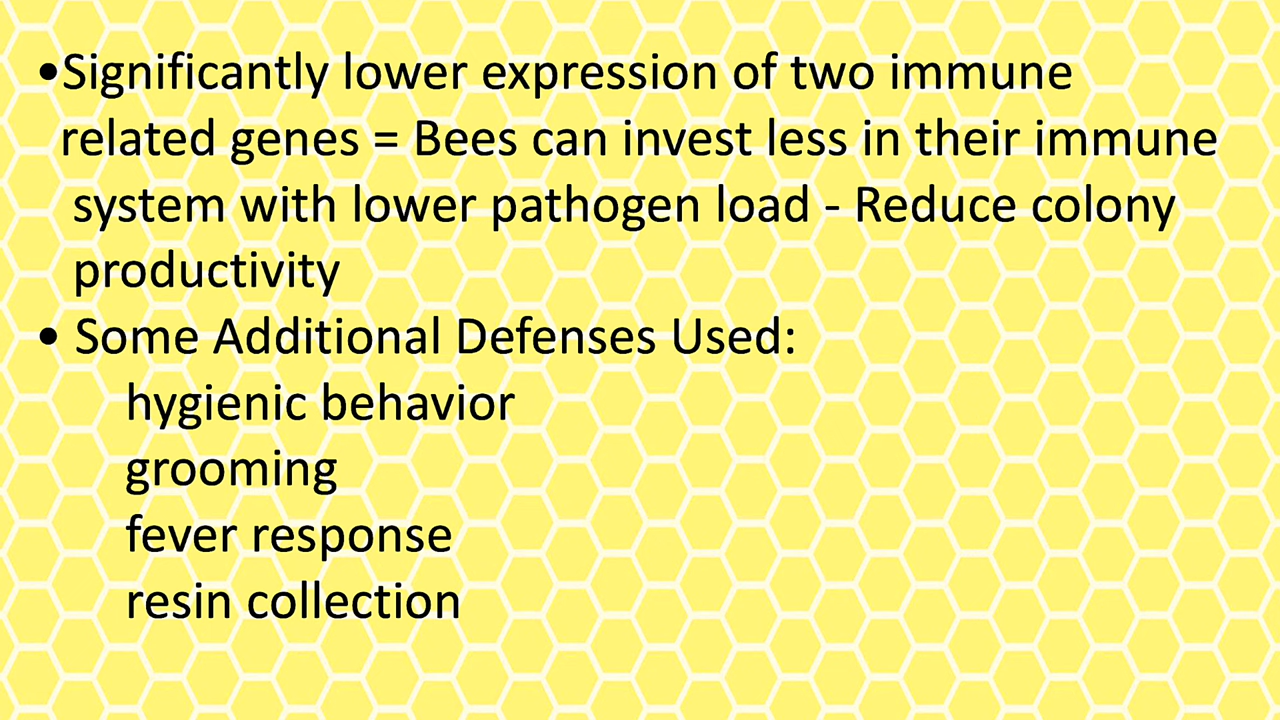 •Significantly lower expression of two immune
related genes = Bees can invest less in their immune
system with lower pathogen load - Reduce colony
productivity
• Some Additional Defenses Used:
hygienic behavior
grooming
fever response
resin collection